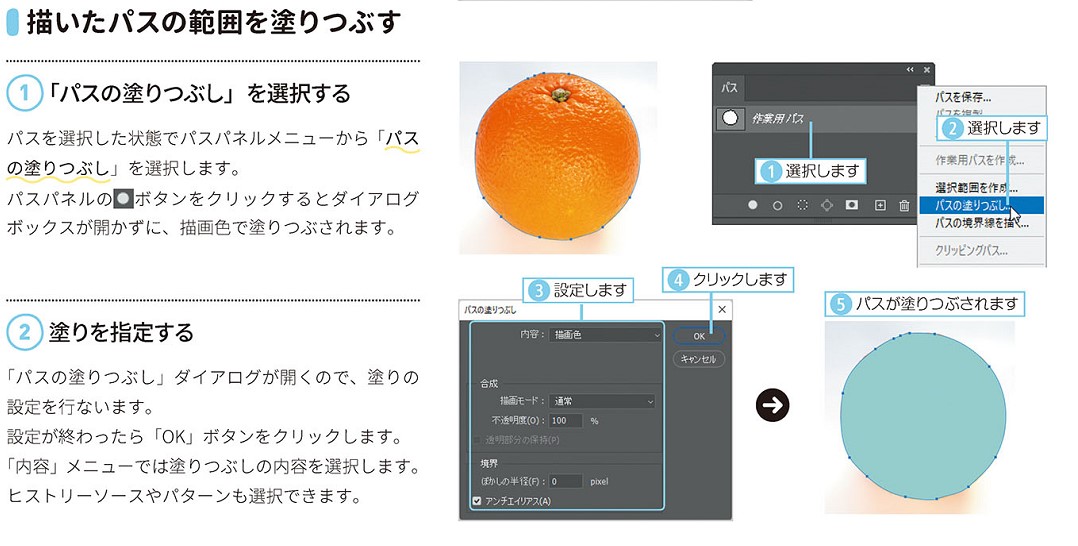 描いたパスの範囲を塗りつぶす
1 「パスの塗りつぶし」を選択する
パスを選択した状態でパスパネルメニューから「パス
の塗りつぶし」を選択します。
パスパネルの ボタンをクリックするとダイアログ
ボックスが開かずに、描画色で塗りつぶされます。
パス
作業用パス
1 選択します
パスを保存...
2 選択します
作業用パスを作成...
選択範囲を作成...
パスの塗りつぶし...
パスの境界線を描く...
クリッピングパス...
2 塗りを指定する
「パスの塗りつぶし」ダイアログが開くので、塗りの
設定を行ないます。
設定が終わったら「OK」ボタンをクリックします。
「内容」メニューでは塗りつぶしの内容を選択します。
ヒストリーソースやパターンも選択できます。
3 設定します
4 クリックします
パスの塗りつぶし
内容: 描画色
OK
キャンセル
合成
描画モード: 通常
不透明度(O): 100 %
透明部分の保持(P)
境界
ぼかしの半径(F): 0 pixel
アンチエイリアス(A)
5 パスが塗りつぶされます